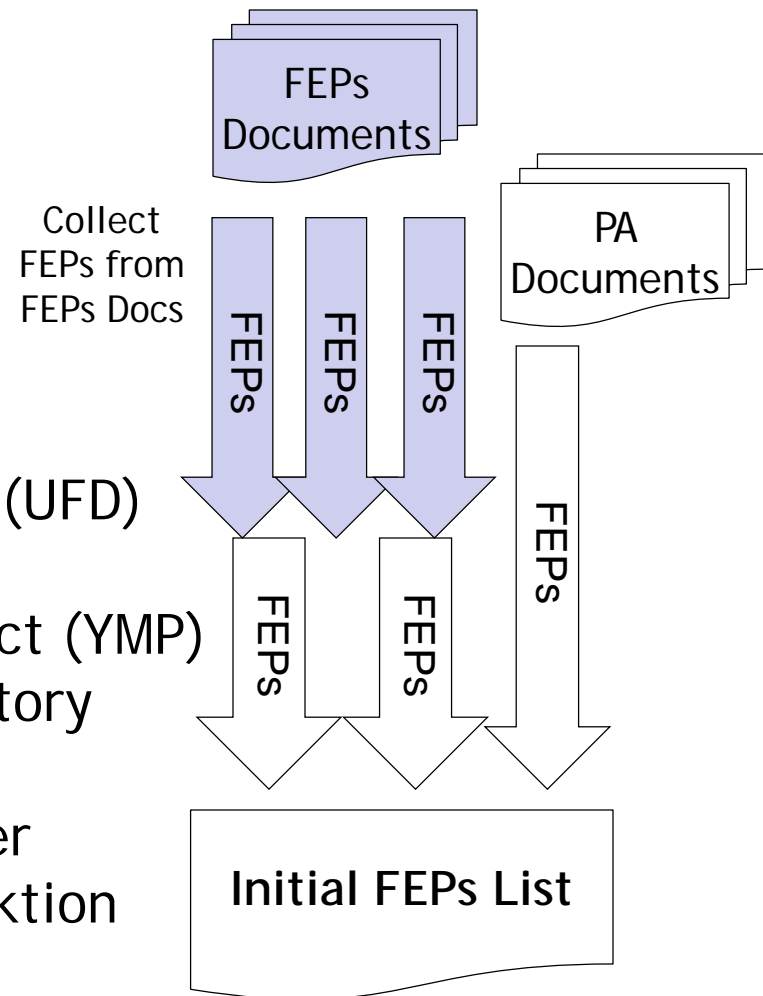 FEPs
Documents
PA
Documents
Collect
FEPs from
FEPs Docs
FEPs
FEPs
FEPs
(UFD)
FEPs
FEPs
FEPs
ct (YMP)
tory
er
ktion
Initial FEPs List